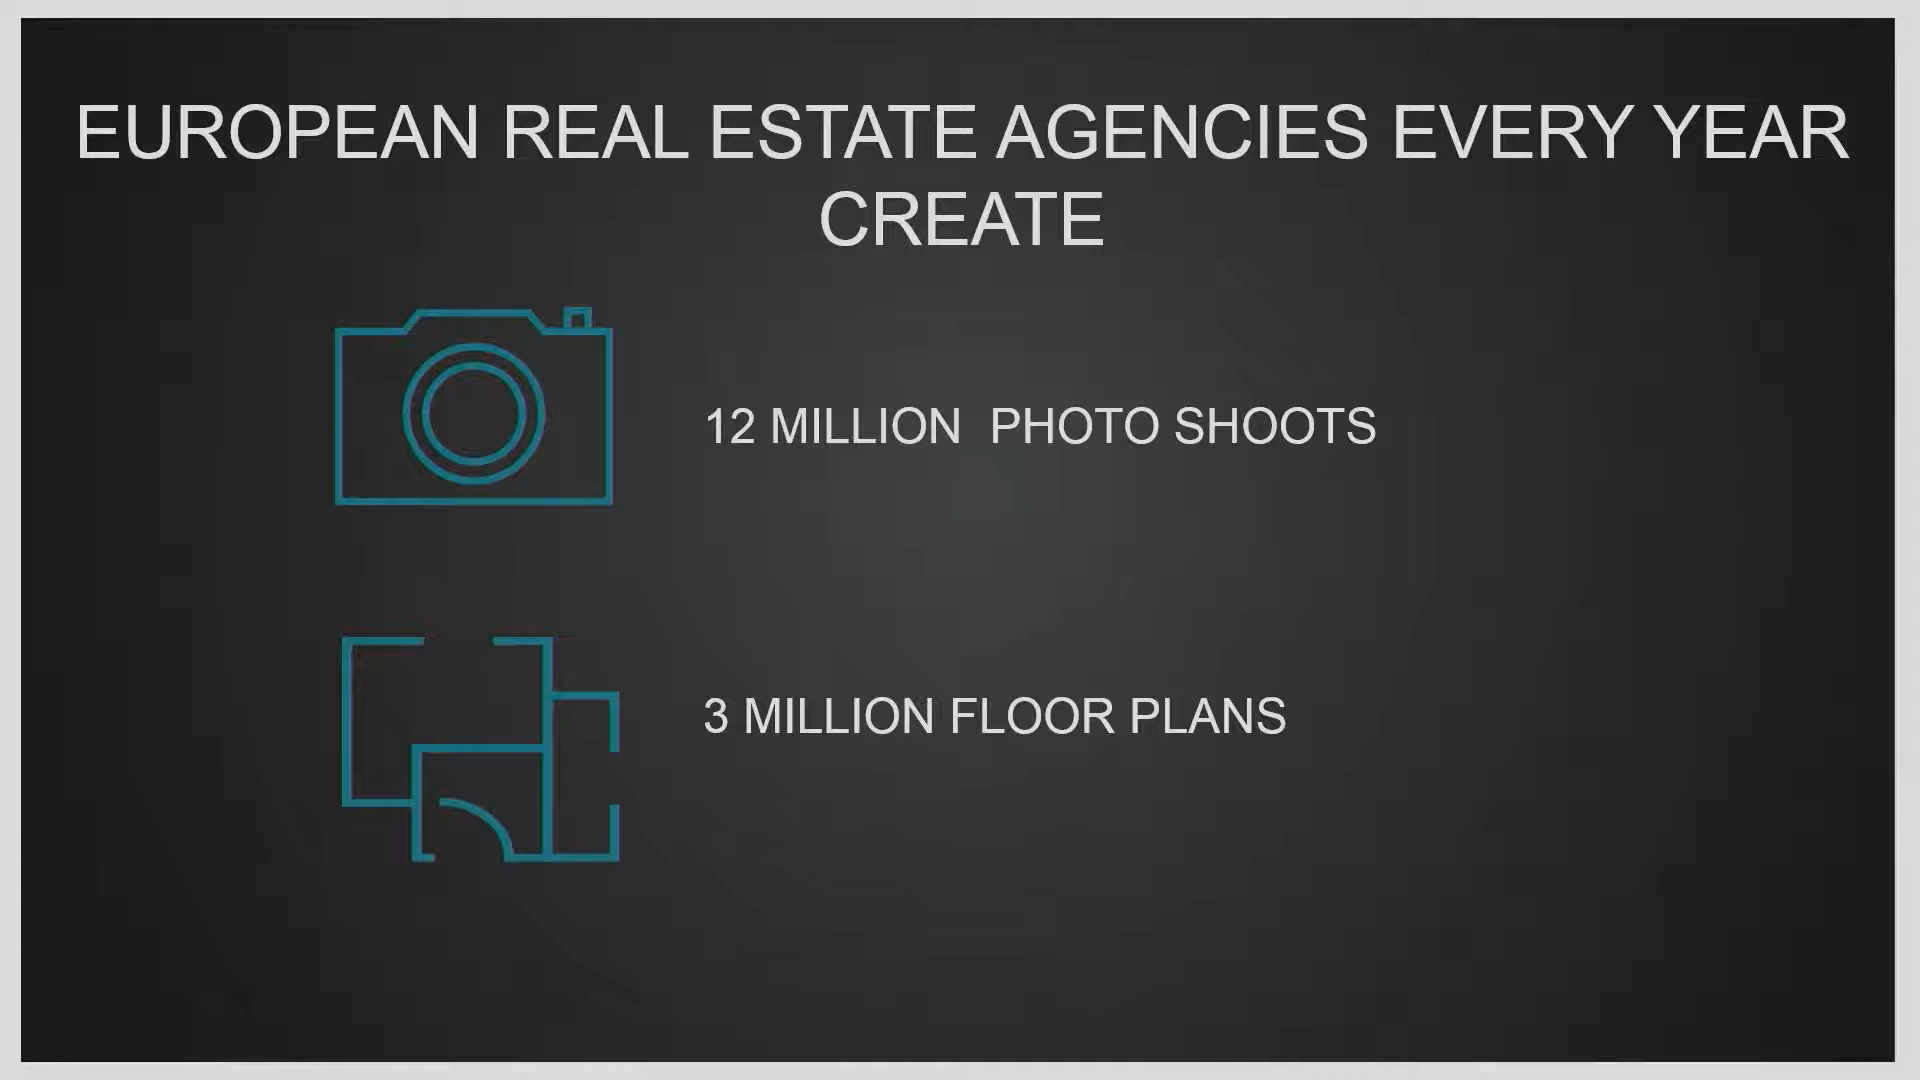 EUROPEAN REAL ESTATE AGENCIES EVERY YEAR
CREATE
12 MILLION  PHOTO SHOOTS
3 MILLION FLOOR PLANS